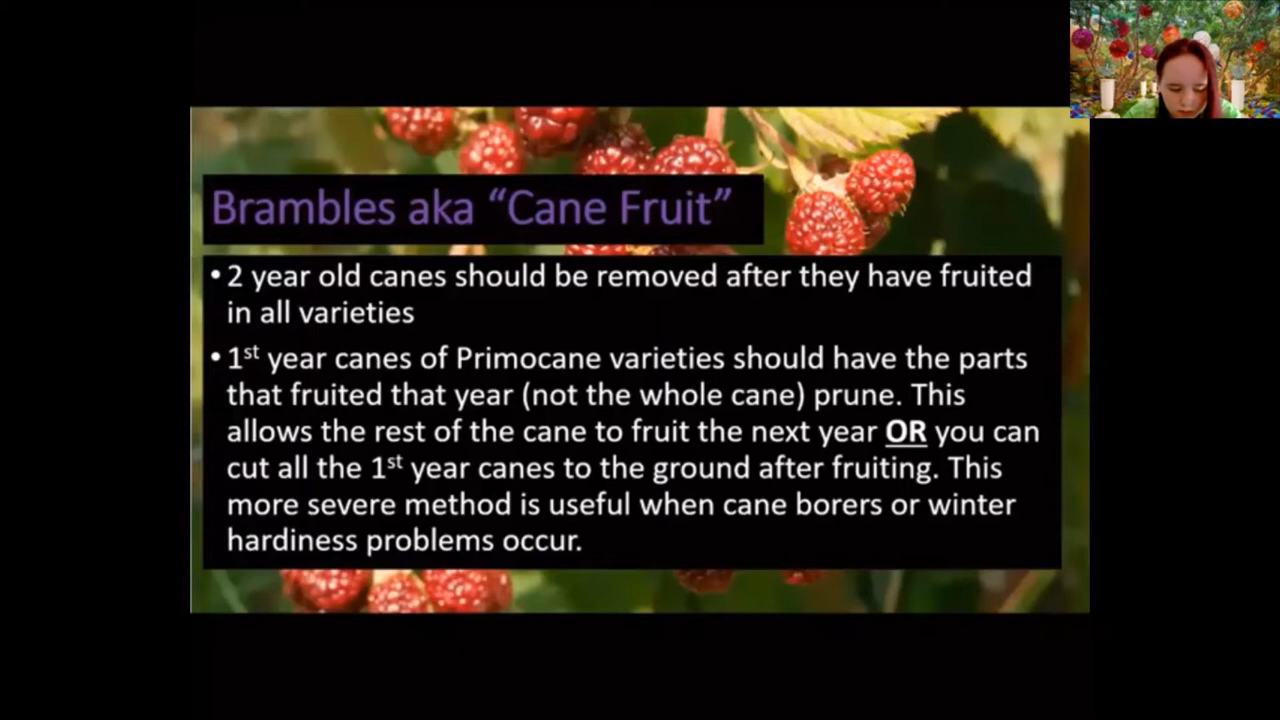 Brambles aka “Cane Fruit”
• 2 year old canes should be removed after they have fruited
in all varieties
• 1st year canes of Primocane varieties should have the parts
that fruited that year (not the whole cane) prune. This
allows the rest of the cane to fruit the next year OR you can
cut all the 1st year canes to the ground after fruiting. This
more severe method is useful when cane borers or winter
hardiness problems occur.